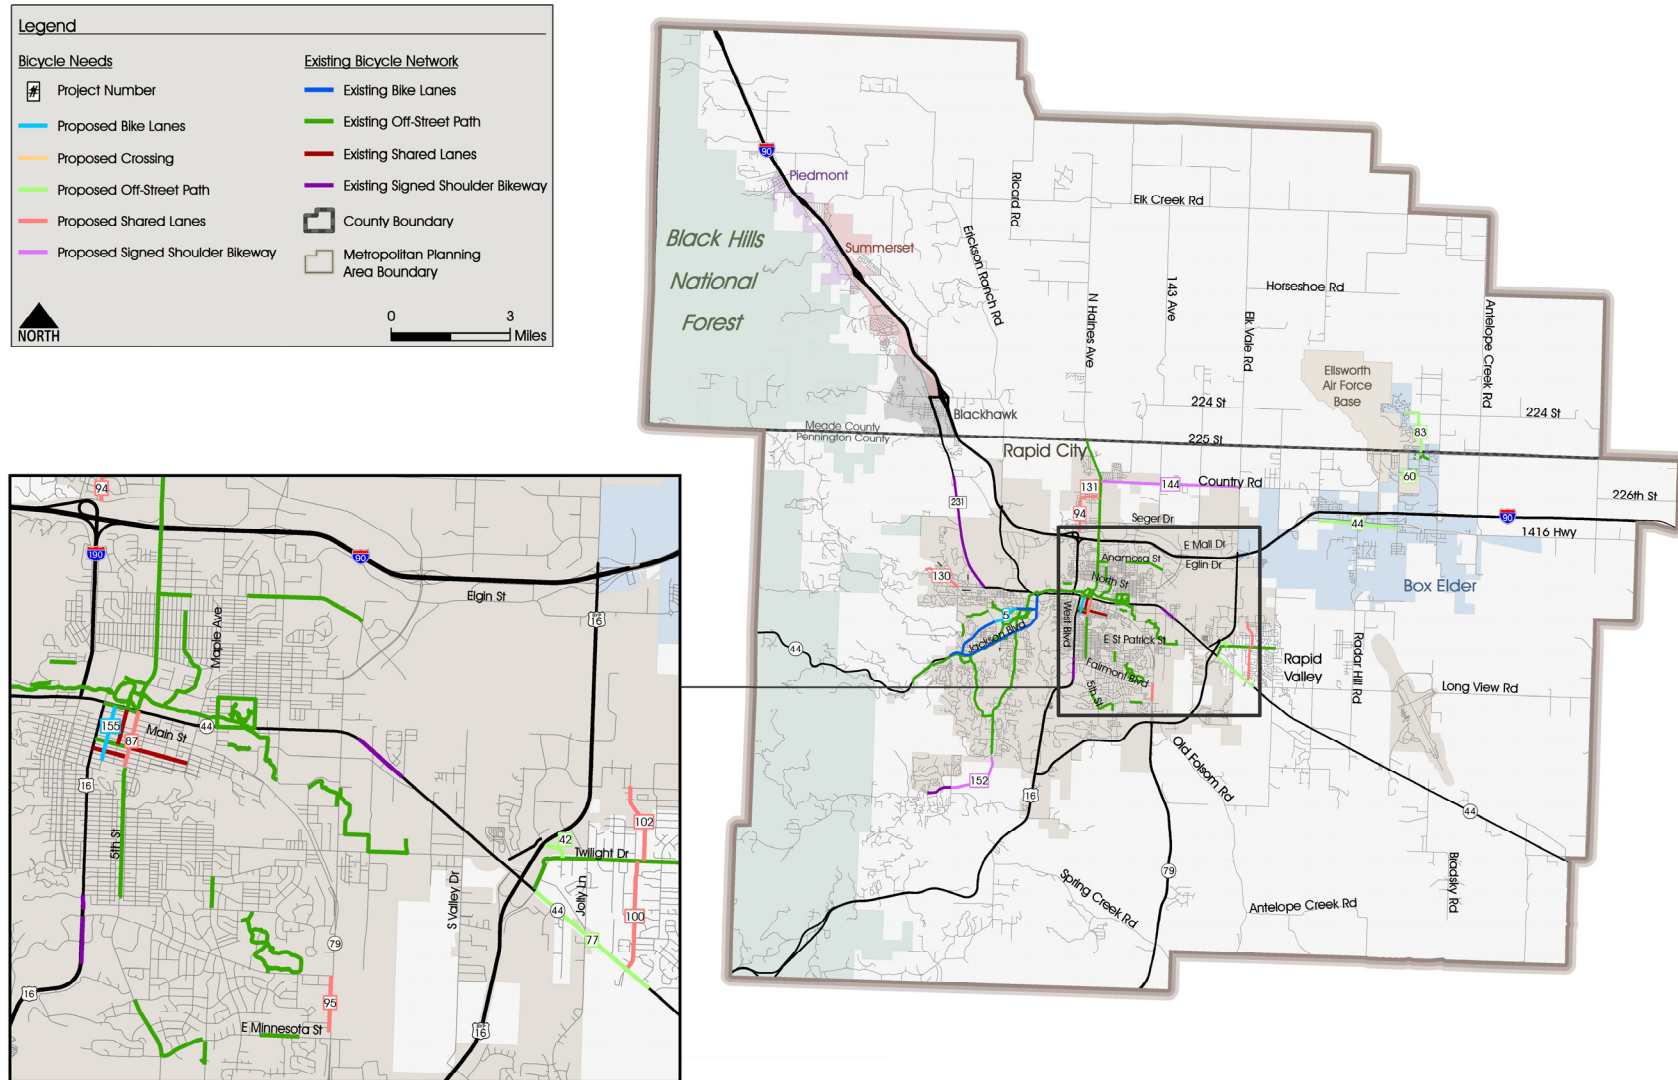 Legend
Bicycle Needs
# Project Number
Proposed Bike Lanes
Proposed Crossing
Proposed Off-Street Path
Proposed Shared Lanes
Proposed Signed Shoulder Bikeway
Existing Bicycle Network
Existing Bike Lanes
Existing Off-Street Path
Existing Shared Lanes
Existing Signed Shoulder Bikeway
County Boundary
Metropolitan Planning
Area Boundary
NORTH
0 3
Miles
90
Piedmont
Summerset
Black Hills
National
Forest
Ricard Rd
Elk Creek Rd
Erickson Ranch Rd
143 Ave
Horseshoe Rd
N Haines Ave
Elk Vale Rd
Antelope Creek Rd
Ellsworth
Air Force
Base
Blackhawk
224 St
224 St
Meade County
Pennington County
225 St
83
Rapid City
60
131
144
Country Rd
226th St
231
94
Seger Dr
44
90
1416 Hwy
E Mall Dr
Anamosa St
Eglin Dr
130
North St
Box Elder
5
West Blvd
Jackson Blvd
E St Patrick St
44
Fairmont Blvd
5th St
Rapid
Valley
Radar Hill Rd
Long View Rd
Old Folsom Rd
152
16
44
79
Spring Creek Rd
Antelope Creek Rd
Bradsky Rd
94
190
90
Elgin St
BYP
16
Maple Ave
155
87
Main St
44
16
5th St
42
Twilight Dr
102
S Valley Dr
Jolly Ln
44
100
77
79
16
95
E Minnesota St
BYP
16